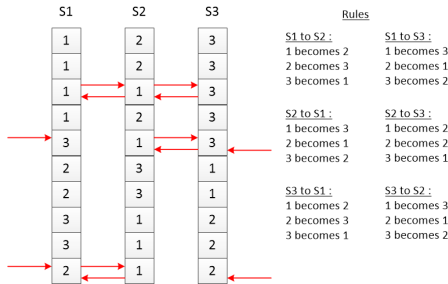 S1 S2 S3
1 2 3
1 2 3
1 1 3
1 2 3
3 1 3
2 3 1
2 3 1
3 1 2
3 1 2
2 1 2
Rules
S1 to S2 :
1 becomes 2
2 becomes 3
3 becomes 1
S1 to S3 :
1 becomes 3
2 becomes 1
3 becomes 2
S2 to S1 :
1 becomes 3
2 becomes 1
3 becomes 2
S2 to S3 :
1 becomes 2
2 becomes 2
3 becomes 1
S3 to S1 :
1 becomes 2
2 becomes 3
3 becomes 1
S3 to S2 :
1 becomes 3
2 becomes 1
3 becomes 2